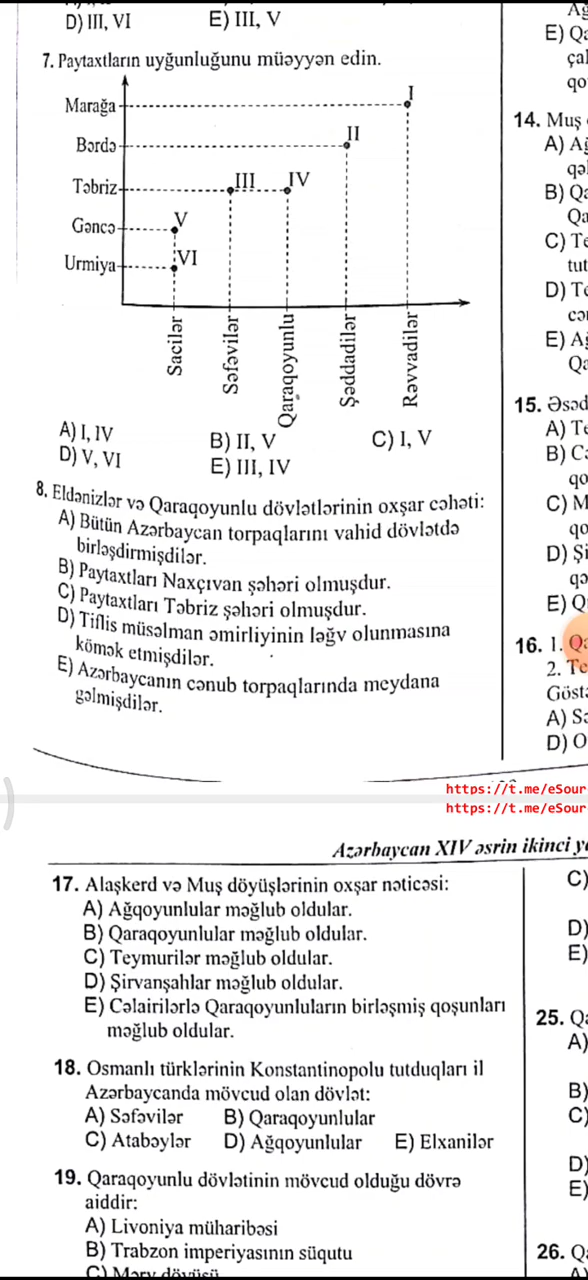 D) III, VI E) III, V
7. Paytaxtların uyğunluğunu müəyyən edin.
Marağa
Bərdə
Təbriz
Gəncə
Urmiya
I
II
III
IV
V
VI
Sacilər
Səfəvilər
Qaraqoyunlu
Şəddadilər
Rəvvadilər
A) I, IV
B) II, V
C) I, V
D) V, VI
E) III, IV
8. Eldənizlər və Qaraqoyunlu dövlətlərinin oxşar cəhəti:
A) Bütün Azərbaycan torpaqlarını vahid dövlətdə
birləşdirmişdilər.
B) Paytaxtları Naxçıvan şəhəri olmuşdur.
C) Paytaxtları Təbriz şəhəri olmuşdur.
D) Tiflis müsəlman əmirliyinin ləğv olunmasına
kömək etmişdilər.
E) Azərbaycanın cənub torpaqlarında meydana
gəlmişdilər.
E)
14. Muş
A)
B)
C)
D)
E)
15. Əsəd
A)
B)
C)
D)
E)
16. 1.
2.
A)
D)
https://t.me/eSour
https://t.me/eSour
Azərbaycan XIV əsrin ikinci
17. Alaşkerd və Muş döyüşlərinin oxşar nəticəsi:
A) Ağqoyunlular məğlub oldular.
B) Qaraqoyunlular məğlub oldular.
C) Teymurilər məğlub oldular.
D) Şirvanşahlar məğlub oldular.
E) Cəlairilərlə Qaraqoyunluların birləşmiş qoşunları
məğlub oldular.
18. Osmanlı türklərinin Konstantinopolu tutduqları il
Azərbaycanda mövcud olan dövlət:
A) Səfəvilər B) Qaraqoyunlular
C) Atabəylər D) Ağqoyunlular E) Elxanilər
19. Qaraqoyunlu dövlətinin mövcud olduğu dövrə
aiddir:
A) Livoniya müharibəsi
B) Trabzon imperiyasının süqutu
C) Marv döyüşü
C)
D)
E)
25.
A)
B)
C)
D)
E)
26.